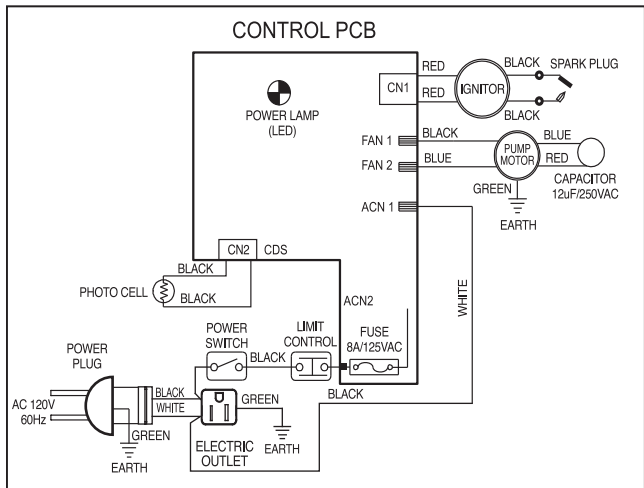 CONTROL PCB
POWER LAMP
(LED)
CN1
RED
RED
IGNITOR
BLACK
BLACK
SPARK PLUG
FAN 1
BLACK
FAN 2
BLUE
PUMP
MOTOR
BLUE
RED
CAPACITOR
12uF/250VAC
GREEN
EARTH
ACN 1
WHITE
CN2
CDS
BLACK
BLACK
PHOTO CELL
ACN2
FUSE
8A/125VAC
LIMIT
CONTROL
POWER
SWITCH
BLACK
POWER
PLUG
AC 120V
60Hz
BLACK
WHITE
GREEN
EARTH
ELECTRIC
OUTLET
GREEN
EARTH
BLACK